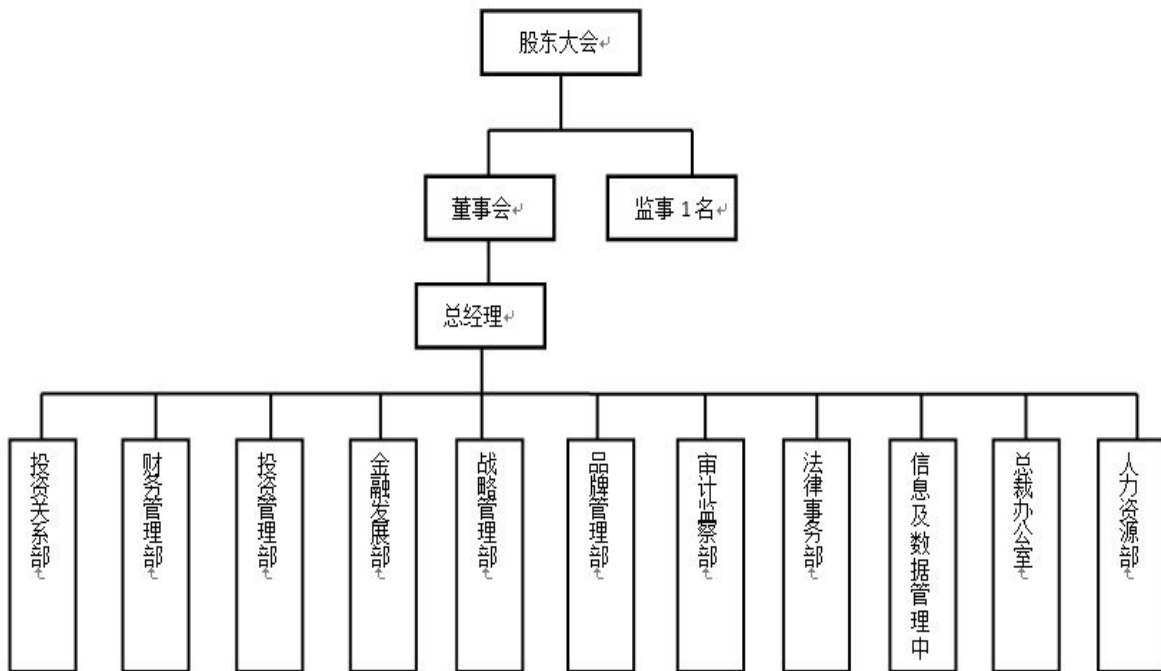 股东大会
董事会
监事 1 名
总经理
投资关系部
财务管理部
投资管理部
金融发展部
战略管理部
品牌管理部
审计监察部
法律事务部
信息及数据管理中
总裁办公室
人力资源部